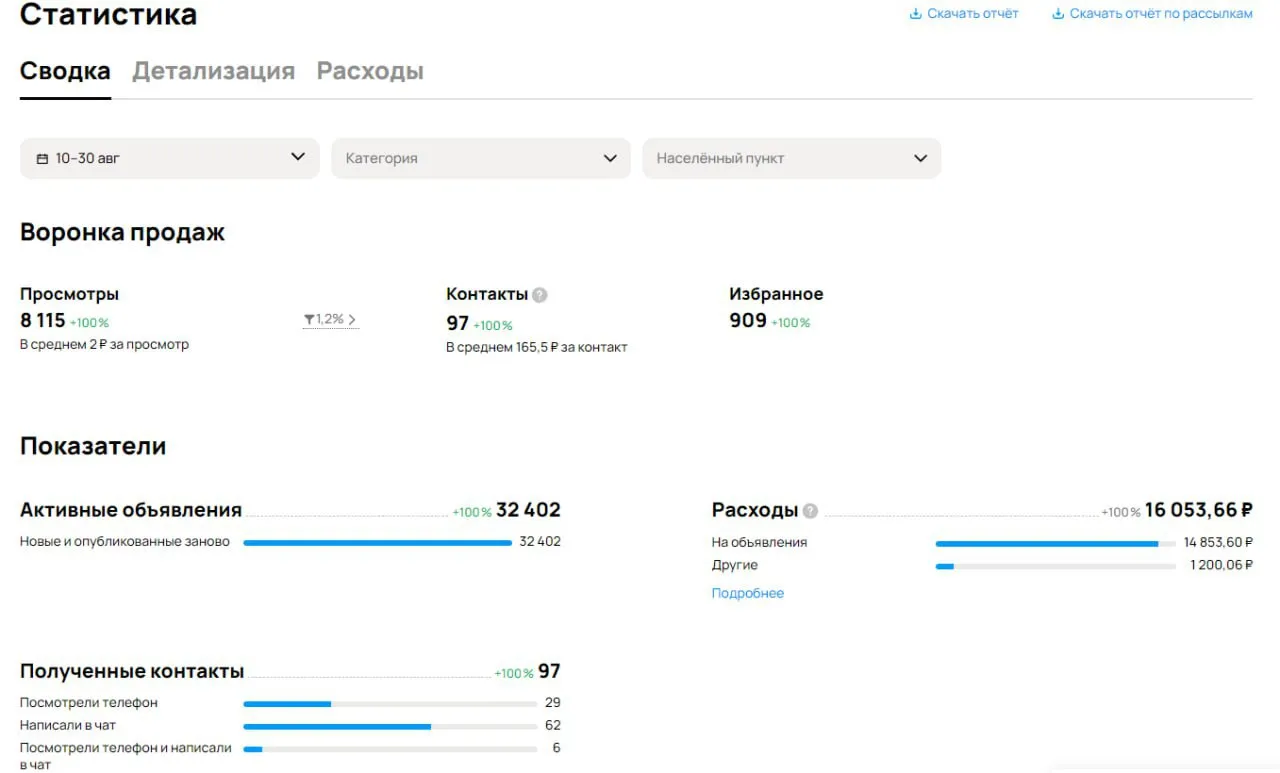 Статистика
Скачать отчёт
Скачать отчёт по рассылкам
Сводка
Детализация
Расходы
10–30 авг
Категория
Населённый пункт
Воронка продаж
Просмотры
8 115 +100%
В среднем 2 ₽ за просмотр
1,2%
Контакты ?
97 +100%
В среднем 165,5 ₽ за контакт
Избранное
909 +100%
Показатели
Активные объявления +100% 32 402
Новые и опубликованные заново 32 402
Расходы ? +100% 16 053,66 ₽
На объявления 14 853,60 ₽
Другие 1 200,06 ₽
Подробнее
Полученные контакты +100% 97
Посмотрели телефон 29
Написали в чат 62
Посмотрели телефон и написали 6
в чат